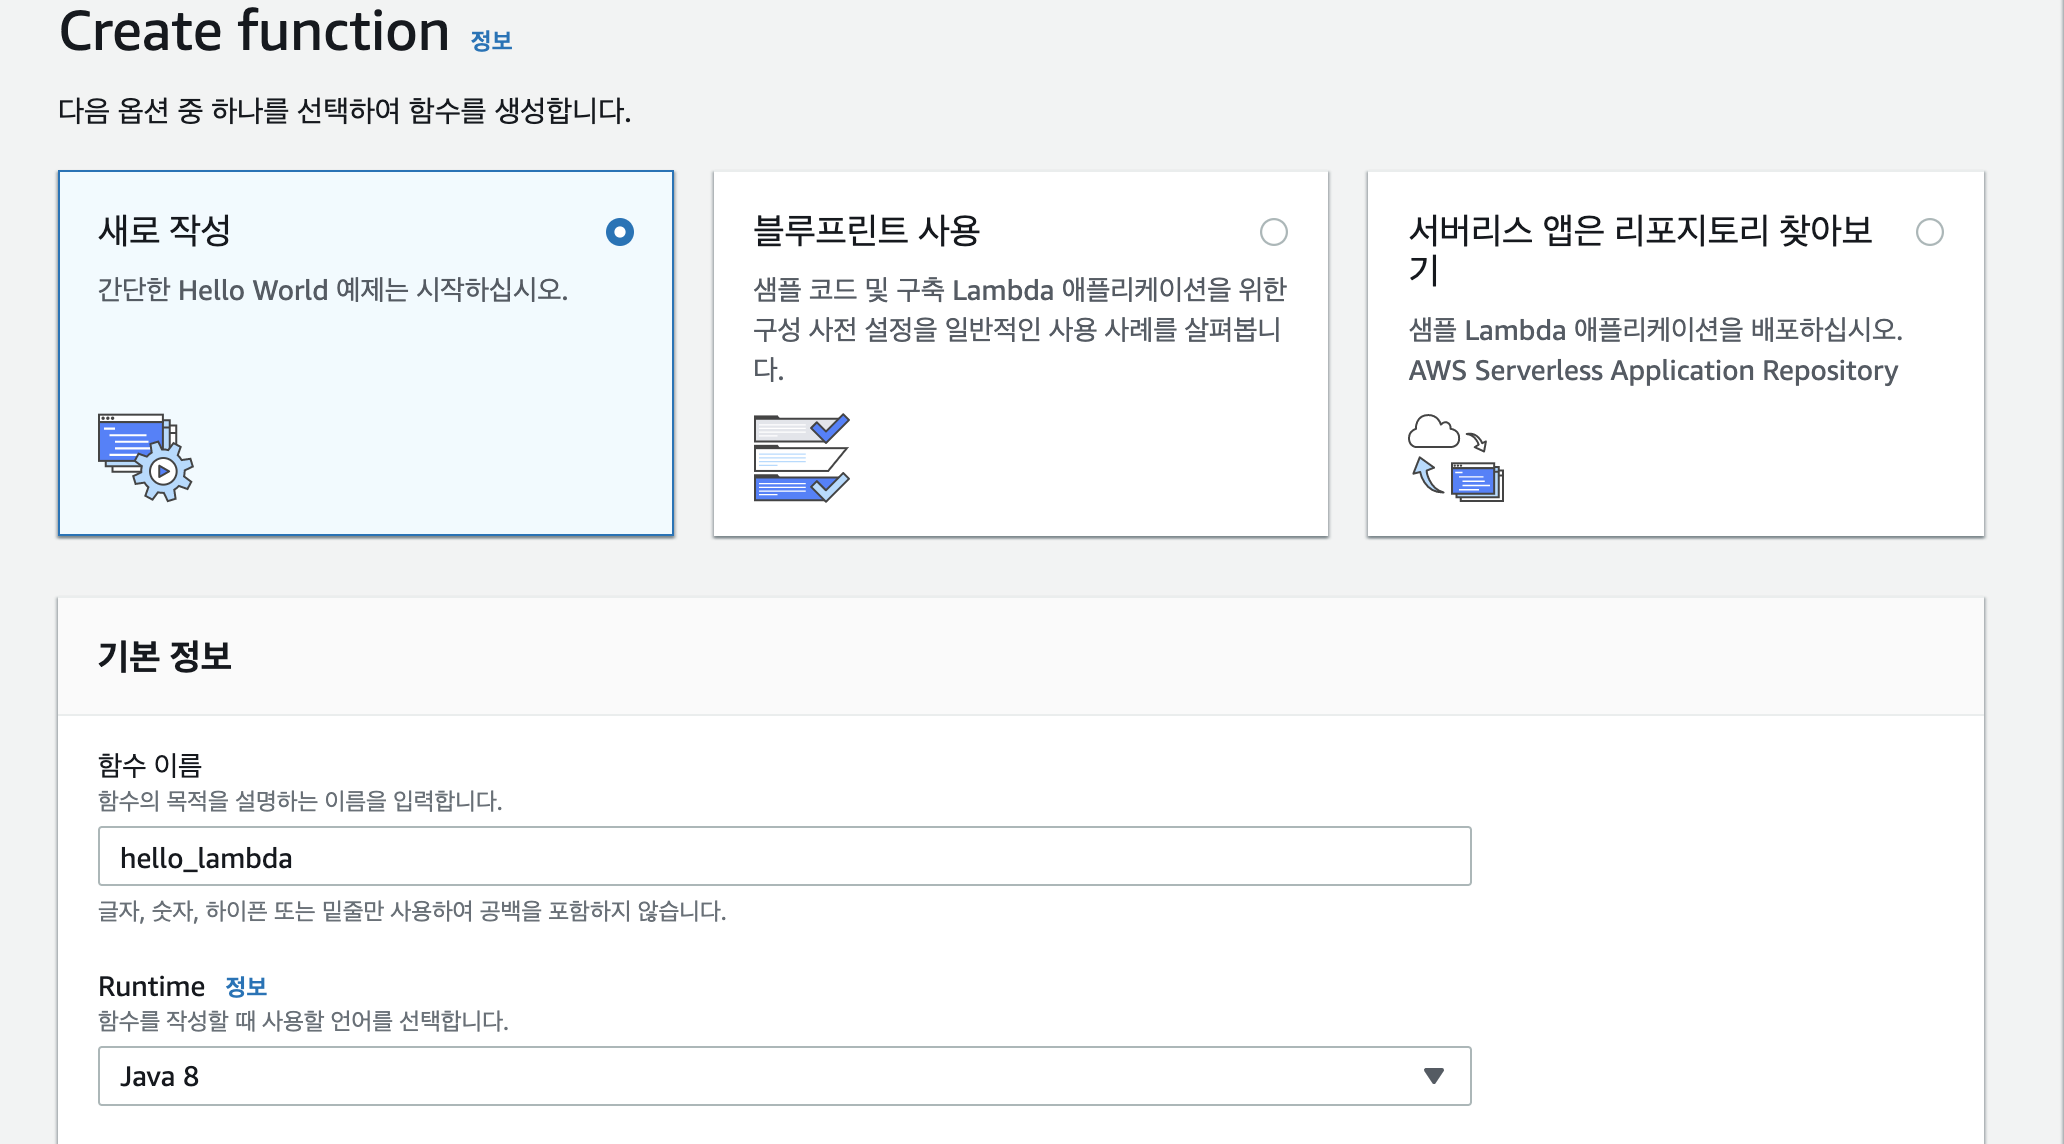 Create function 정보
다음 옵션 중 하나를 선택하여 함수를 생성합니다.
새로 작성
간단한 Hello World 예제는 시작하십시오.
블루프린트 사용
샘플 코드 및 구축 Lambda 애플리케이션을 위한
구성 사전 설정을 일반적인 사용 사례를 살펴봅니
다.
서버리스 앱은 리포지토리 찾아보
기
샘플 Lambda 애플리케이션을 배포하십시오.
AWS Serverless Application Repository
기본 정보
함수 이름
함수의 목적을 설명하는 이름을 입력합니다.
hello_lambda
글자, 숫자, 하이픈 또는 밑줄만 사용하여 공백을 포함하지 않습니다.
Runtime 정보
함수를 작성할 때 사용할 언어를 선택합니다.
Java 8